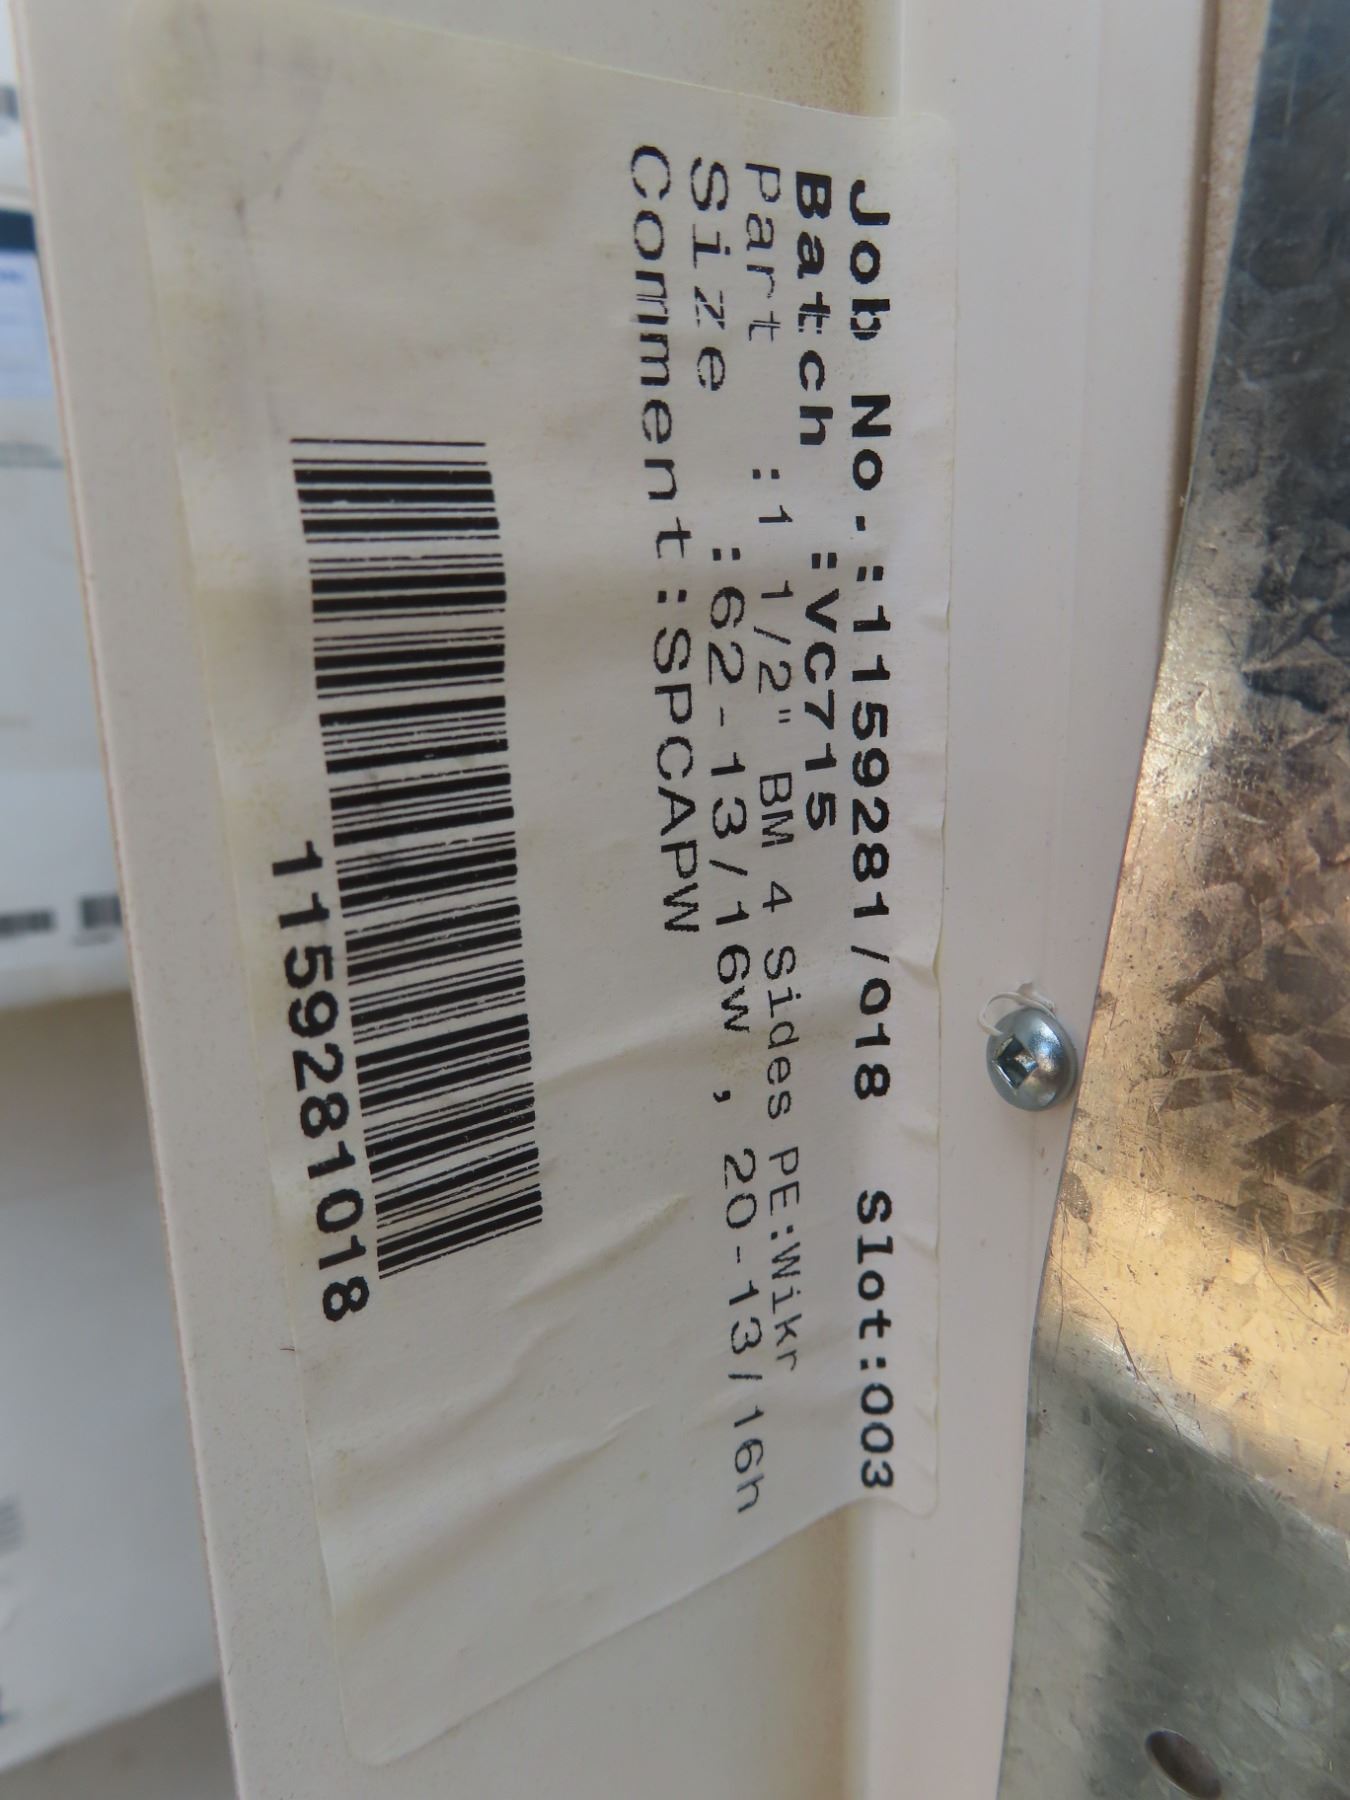 Job No.:1159281/018 Slot:003
Batch :VC715
Part :1 1/2" BM 4 Sides PE:Wikr
Size :62-13/16w , 20-13/16h
Comment:SPCAPW
1159281018